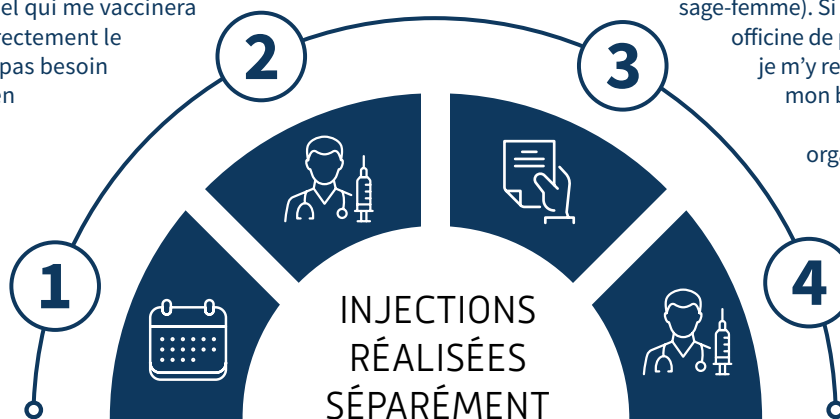 el qui me vaccinera
rectement le
pas besoin
en
2
3
sage-femme). Si
officine de
je m'y re
mon b
org
1
4
INJECTIONS
RÉALISÉES
SÉPARÉMENT